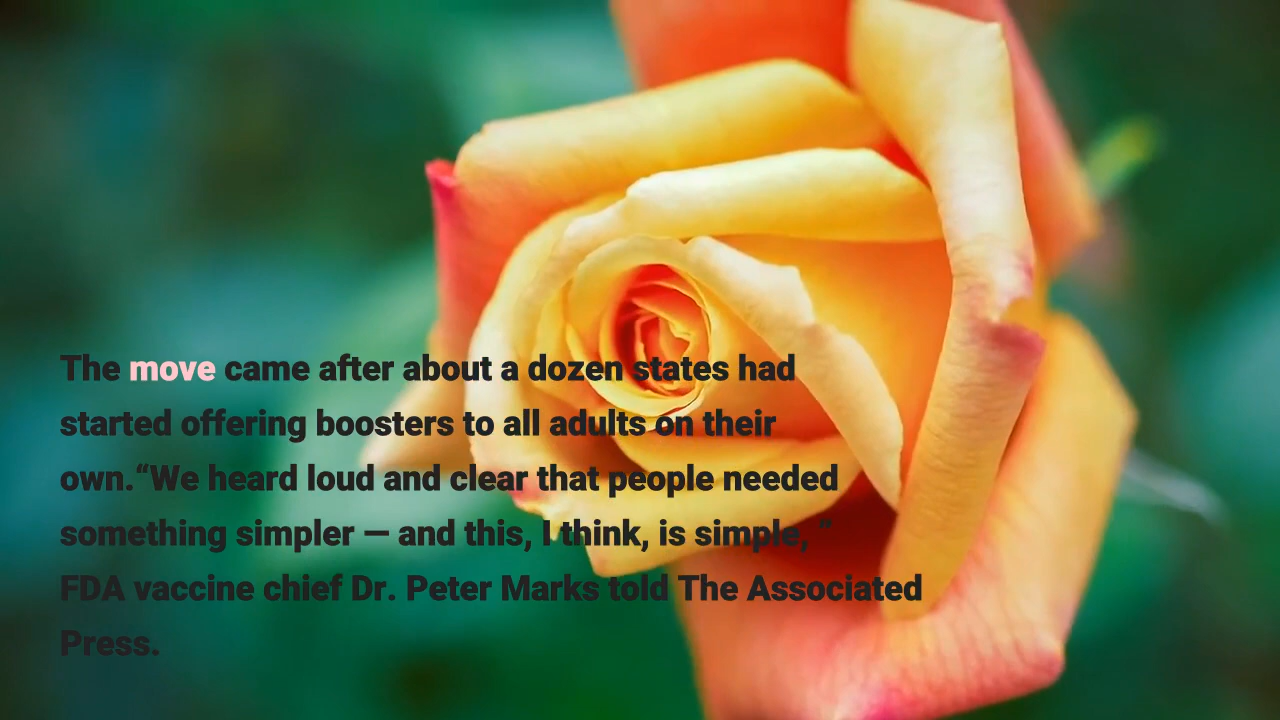 The move came after about a dozen states had
started offering boosters to all adults on their
own.“We heard loud and clear that people needed
something simpler — and this, I think, is simple, ”
FDA vaccine chief Dr. Peter Marks told The Associated
Press.